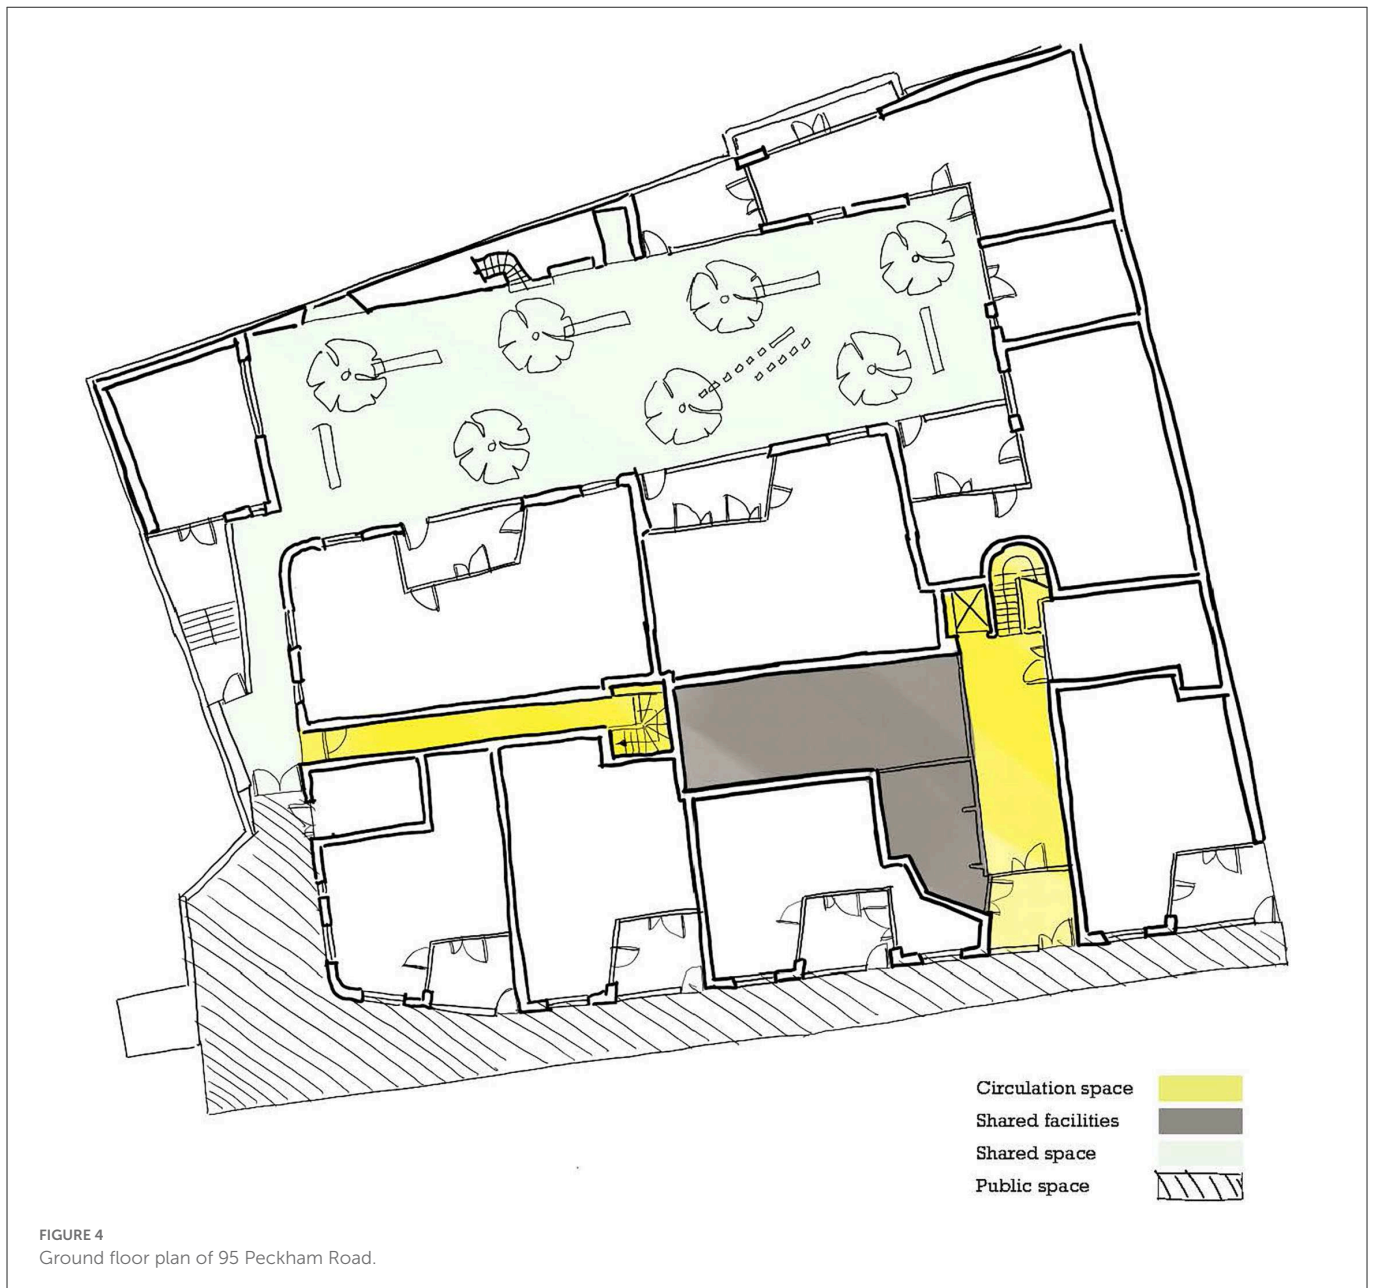 Circulation space
Shared facilities
Shared space
Public space
FIGURE 4
Ground floor plan of 95 Peckham Road.